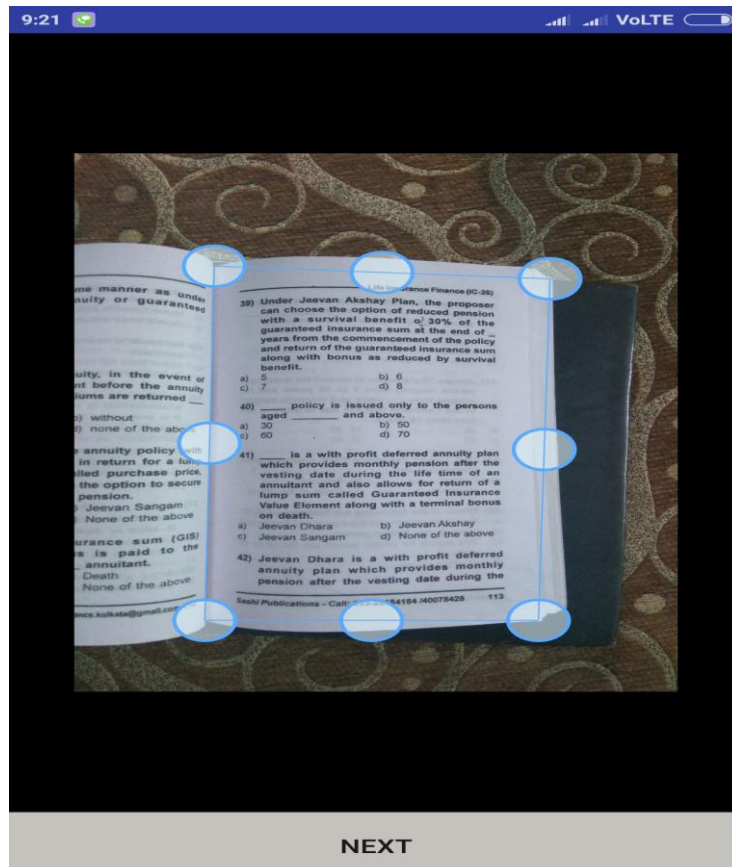 9:21
VoLTE
me manner as under
nuity or guaranteed
uity, in the event of
nt before the annuity
iums are returned __
) without
) none of the above
annuity policy with
in return for a lump
lled purchase price,
the option to secure
pension.
Jeevan Sangam
None of the above
urance sum (GIS)
s is paid to the
_ annuitant.
Death
None of the above
ance.kolkata@gmail.com
Life Insurance Finance (IC-26)
39) Under Jeevan Akshay Plan, the proposer
can choose the option of reduced pension
with a survival benefit of 30% of the
guaranteed insurance sum at the end of _
years from the commencement of the policy
and return of the guaranteed insurance sum
along with bonus as reduced by survival
benefit.
a) 5 b) 6
c) 7 d) 8
40) ____ policy is issued only to the persons
aged _______ and above.
a) 30 b) 50
c) 60 d) 70
41) ____ is a with profit deferred annuity plan
which provides monthly pension after the
vesting date during the life time of an
annuitant and also allows for return of a
lump sum called Guaranteed Insurance
Value Element along with a terminal bonus
on death.
a) Jeevan Dhara b) Jeevan Akshay
c) Jeevan Sangam d) None of the above
42) Jeevan Dhara is a with profit deferred
annuity plan which provides monthly
pension after the vesting date during the
Sashi Publications - Call: 184 /40078428 113
NEXT